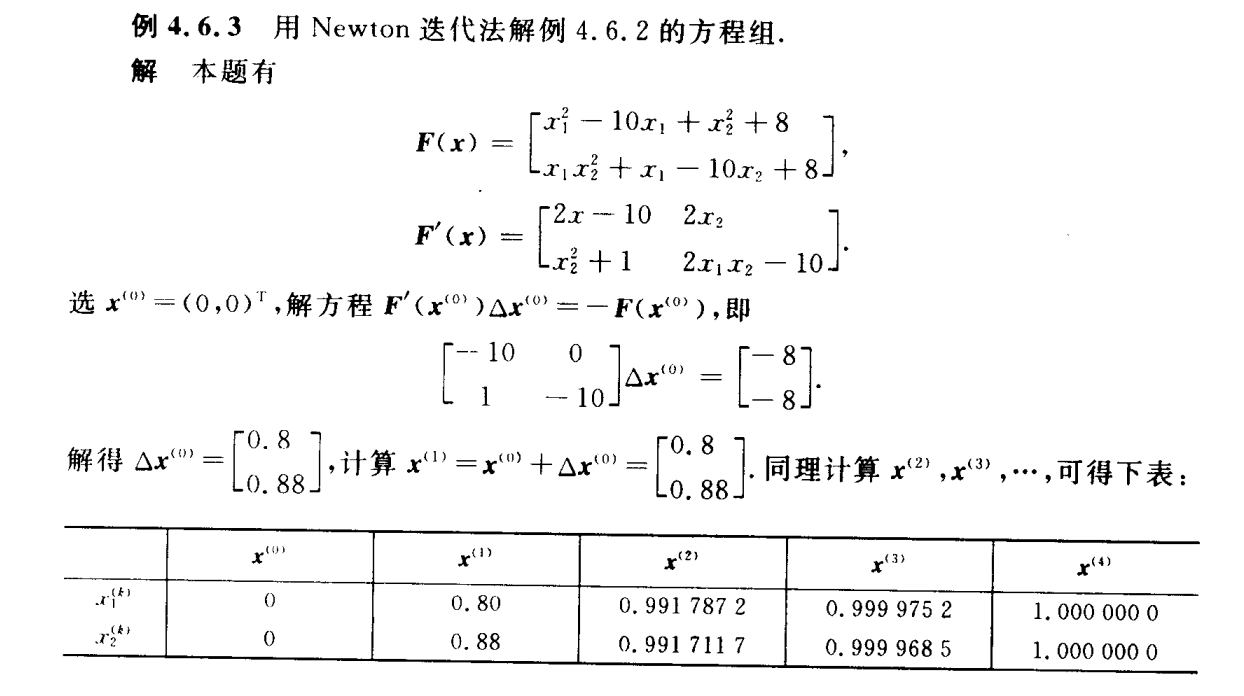 例 4.6.3 用 Newton 迭代法解例 4.6.2 的方程组.
解 本题有
$$\boldsymbol{F}(\boldsymbol{x}) = \begin{bmatrix} x_1^2 - 10x_1 + x_2^2 + 8 \\ x_1x_2^2 + x_1 - 10x_2 + 8 \end{bmatrix},$$
$$\boldsymbol{F}'(\boldsymbol{x}) = \begin{bmatrix} 2x - 10 & 2x_2 \\ x_2^2 + 1 & 2x_1x_2 - 10 \end{bmatrix}.$$
选 $\boldsymbol{x}^{(0)} = (0,0)^T$,解方程 $\boldsymbol{F}'(\boldsymbol{x}^{(0)})\Delta\boldsymbol{x}^{(0)} = -\boldsymbol{F}(\boldsymbol{x}^{(0)})$,即
$$\begin{bmatrix} -10 & 0 \\ 1 & -10 \end{bmatrix}\Delta\boldsymbol{x}^{(0)} = \begin{bmatrix} -8 \\ -8 \end{bmatrix}.$$
解得 $\Delta\boldsymbol{x}^{(0)} = \begin{bmatrix} 0.8 \\ 0.88 \end{bmatrix}$,计算 $\boldsymbol{x}^{(1)} = \boldsymbol{x}^{(0)} + \Delta\boldsymbol{x}^{(0)} = \begin{bmatrix} 0.8 \\ 0.88 \end{bmatrix}$.同理计算 $\boldsymbol{x}^{(2)},\boldsymbol{x}^{(3)},\cdots$,可得下表:
$\boldsymbol{x}^{(0)}$ $\boldsymbol{x}^{(1)}$ $\boldsymbol{x}^{(2)}$ $\boldsymbol{x}^{(3)}$ $\boldsymbol{x}^{(4)}$
$x_1^{(k)}$ 0 0.80 0.991 787 2 0.999 975 2 1.000 000 0
$x_2^{(k)}$ 0 0.88 0.991 711 7 0.999 968 5 1.000 000 0